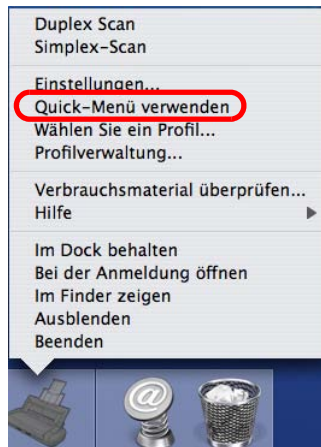 Duplex Scan
Simplex-Scan
Einstellungen...
Quick-Menü verwenden
Wählen Sie ein Profil...
Profilverwaltung...
Verbrauchsmaterial überprüfen...
Hilfe
Im Dock behalten
Bei der Anmeldung öffnen
Im Finder zeigen
Ausblenden
Beenden
@